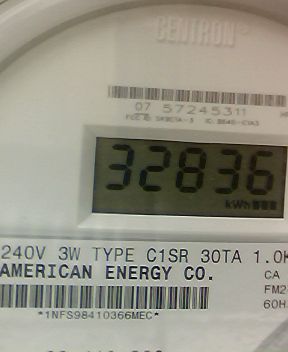 CENTRON
07 57245311
32836
kWh
240V 3W TYPE C1SR 30TA 1.0K
AMERICAN ENERGY CO.
CA
FM2
60H
*1NFS98410366MEC*